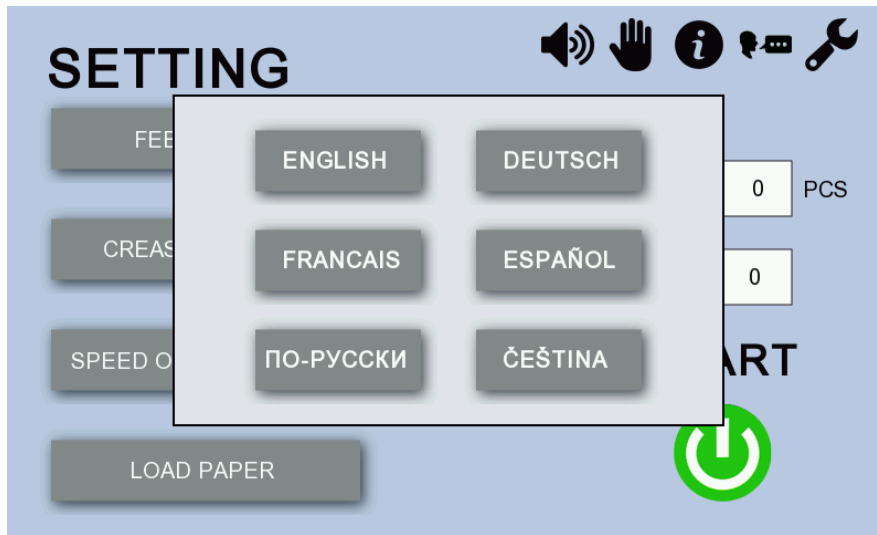 SETTING
FEE
ENGLISH
DEUTSCH
0 PCS
CREAS
FRANCAIS
ESPAÑOL
0
SPEED O
ПО-РУССКИ
ČEŠTINA
ART
LOAD PAPER